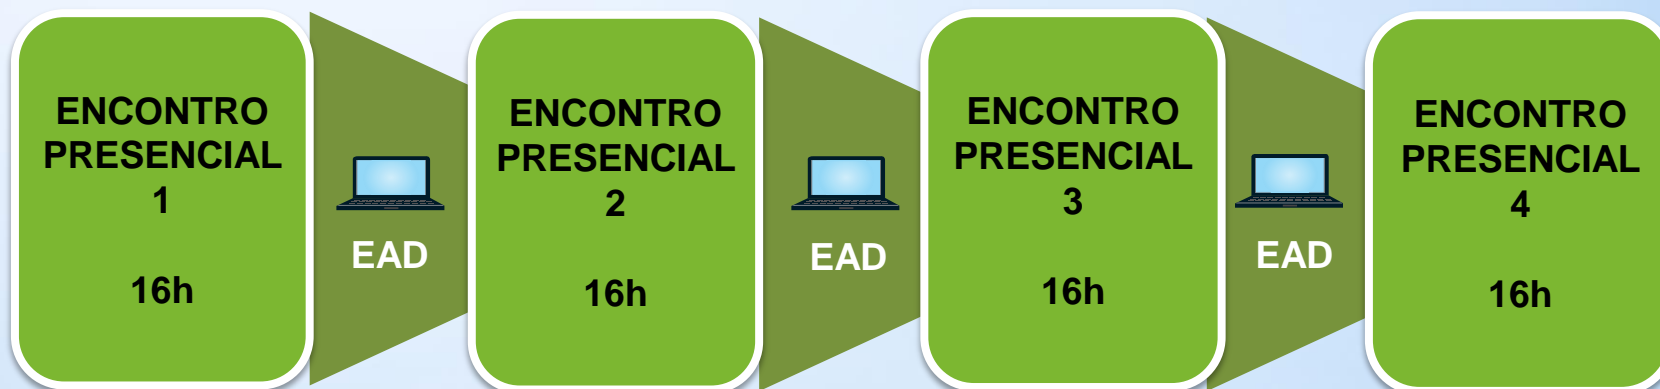 ENCONTRO
PRESENCIAL
1
16h
EAD
ENCONTRO
PRESENCIAL
2
16h
EAD
ENCONTRO
PRESENCIAL
3
16h
EAD
ENCONTRO
PRESENCIAL
4
16h